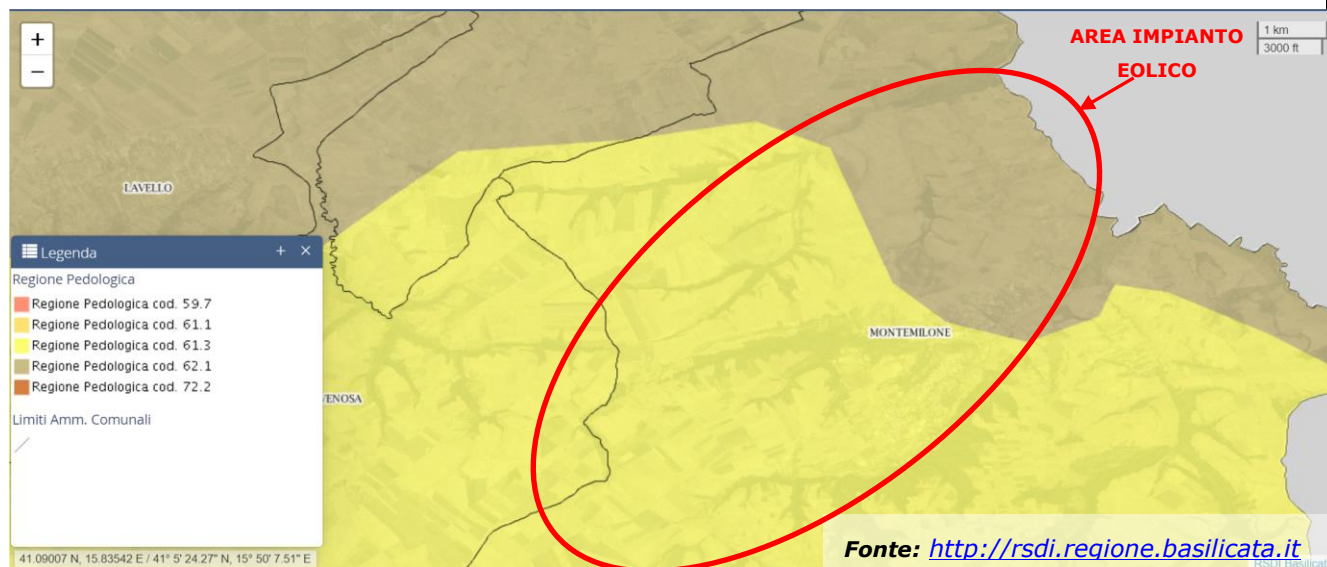 +
−
AREA IMPIANTO
EOLICO
1 km
3000 ft
LAVELLO
Legenda + ×
Regione Pedologica
Regione Pedologica cod. 59.7
Regione Pedologica cod. 61.1
Regione Pedologica cod. 61.3
Regione Pedologica cod. 62.1
Regione Pedologica cod. 72.2
Limiti Amm. Comunali
VENOSA
MONTEMILONE
41.09007 N, 15.83542 E / 41° 5' 24.27" N, 15° 50' 7.51" E
Fonte: http://rsdi.regione.basilicata.it
RSDI Basilicat